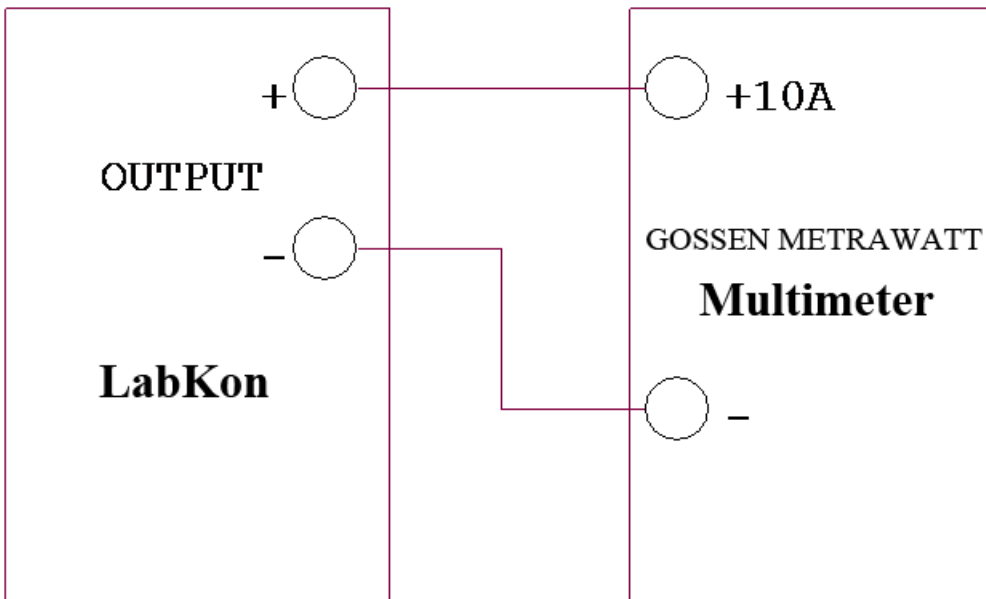 + +10A
OUTPUT
- GOSSEN METRAWATT
Multimeter
LabKon
-